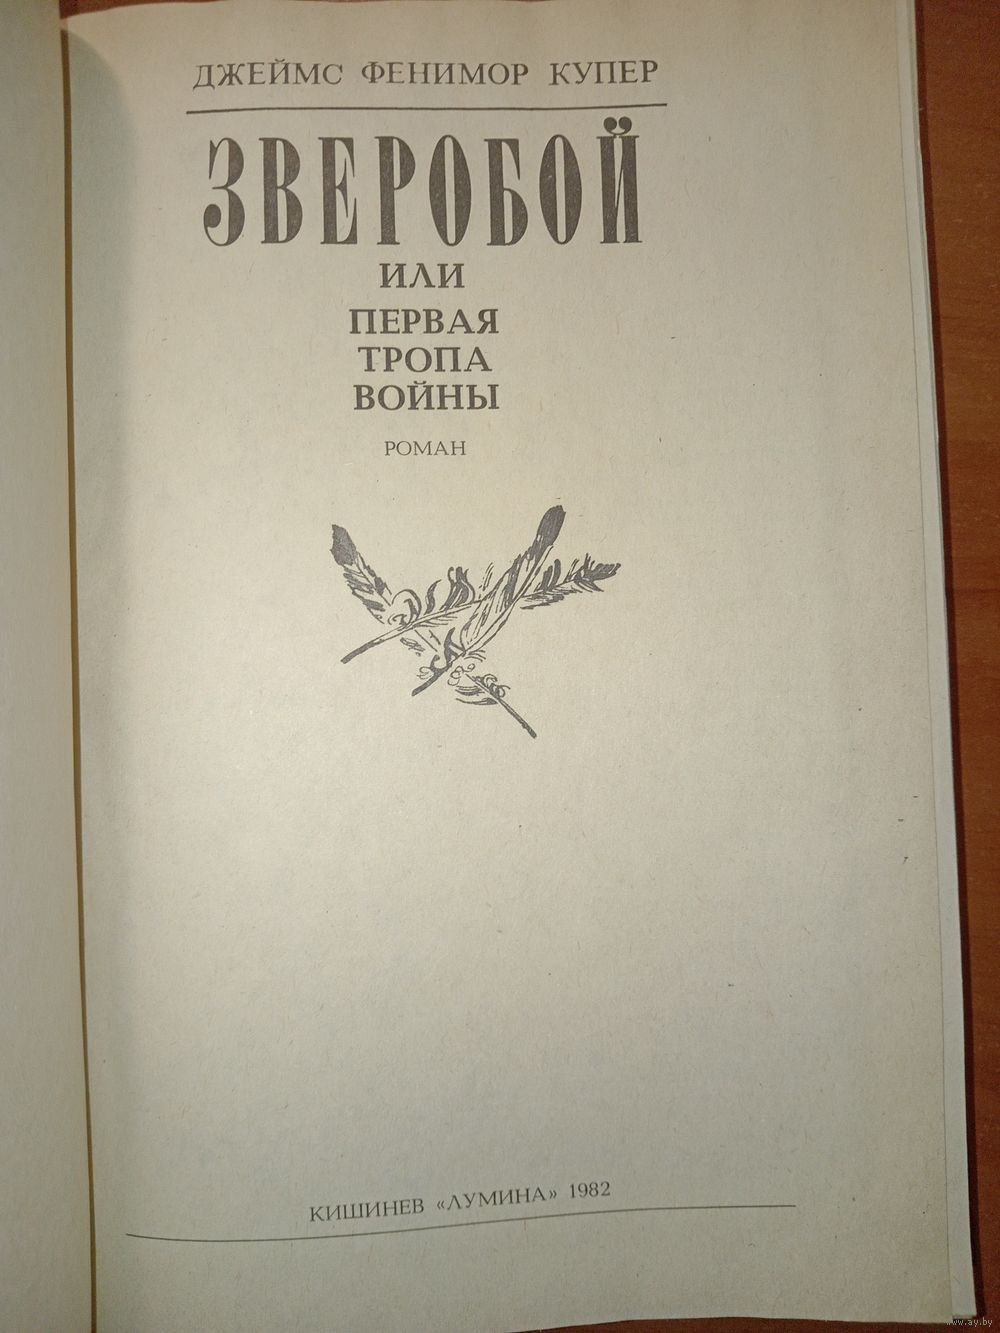 ДЖЕЙМС ФЕНИМОР КУПЕР
ЗВЕРОБОЙ
ИЛИ
ПЕРВАЯ
ТРОПА
ВОЙНЫ
РОМАН
КИШИНЕВ «ЛУМИНА» 1982
www.ay.by